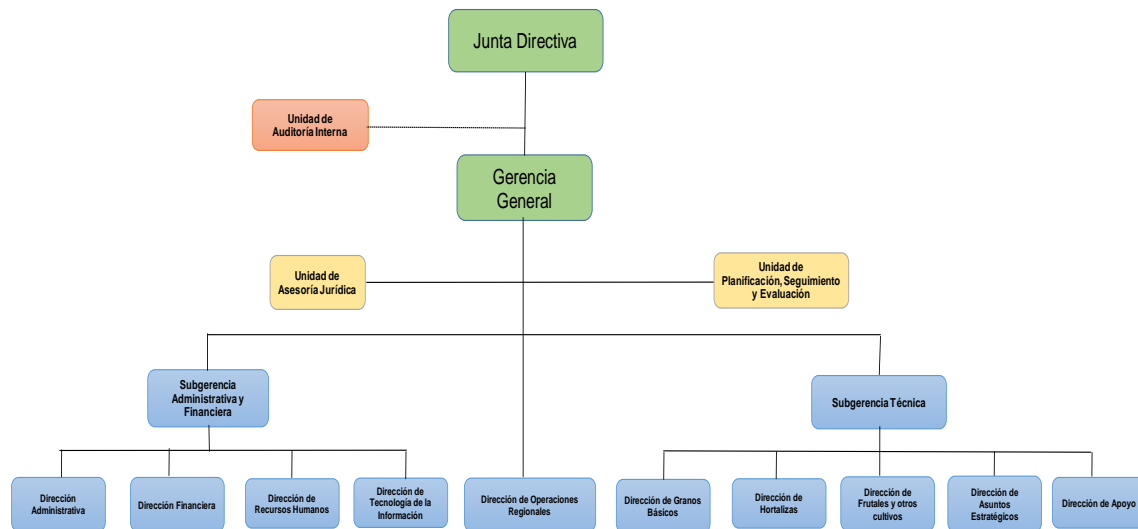 Junta Directiva
Unidad de
Auditoría Interna
Gerencia
General
Unidad de
Asesoría Jurídica
Unidad de
Planificación, Seguimiento
y Evaluación
Subgerencia
Administrativa y
Financiera
Subgerencia Técnica
Dirección
Administrativa
Dirección Financiera
Dirección de
Recursos Humanos
Dirección de
Tecnología de la
Información
Dirección de Operaciones
Regionales
Dirección de Granos
Básicos
Dirección de
Hortalizas
Dirección de
Frutales y otros
cultivos
Dirección de
Asuntos
Estratégicos
Dirección de Apoyo